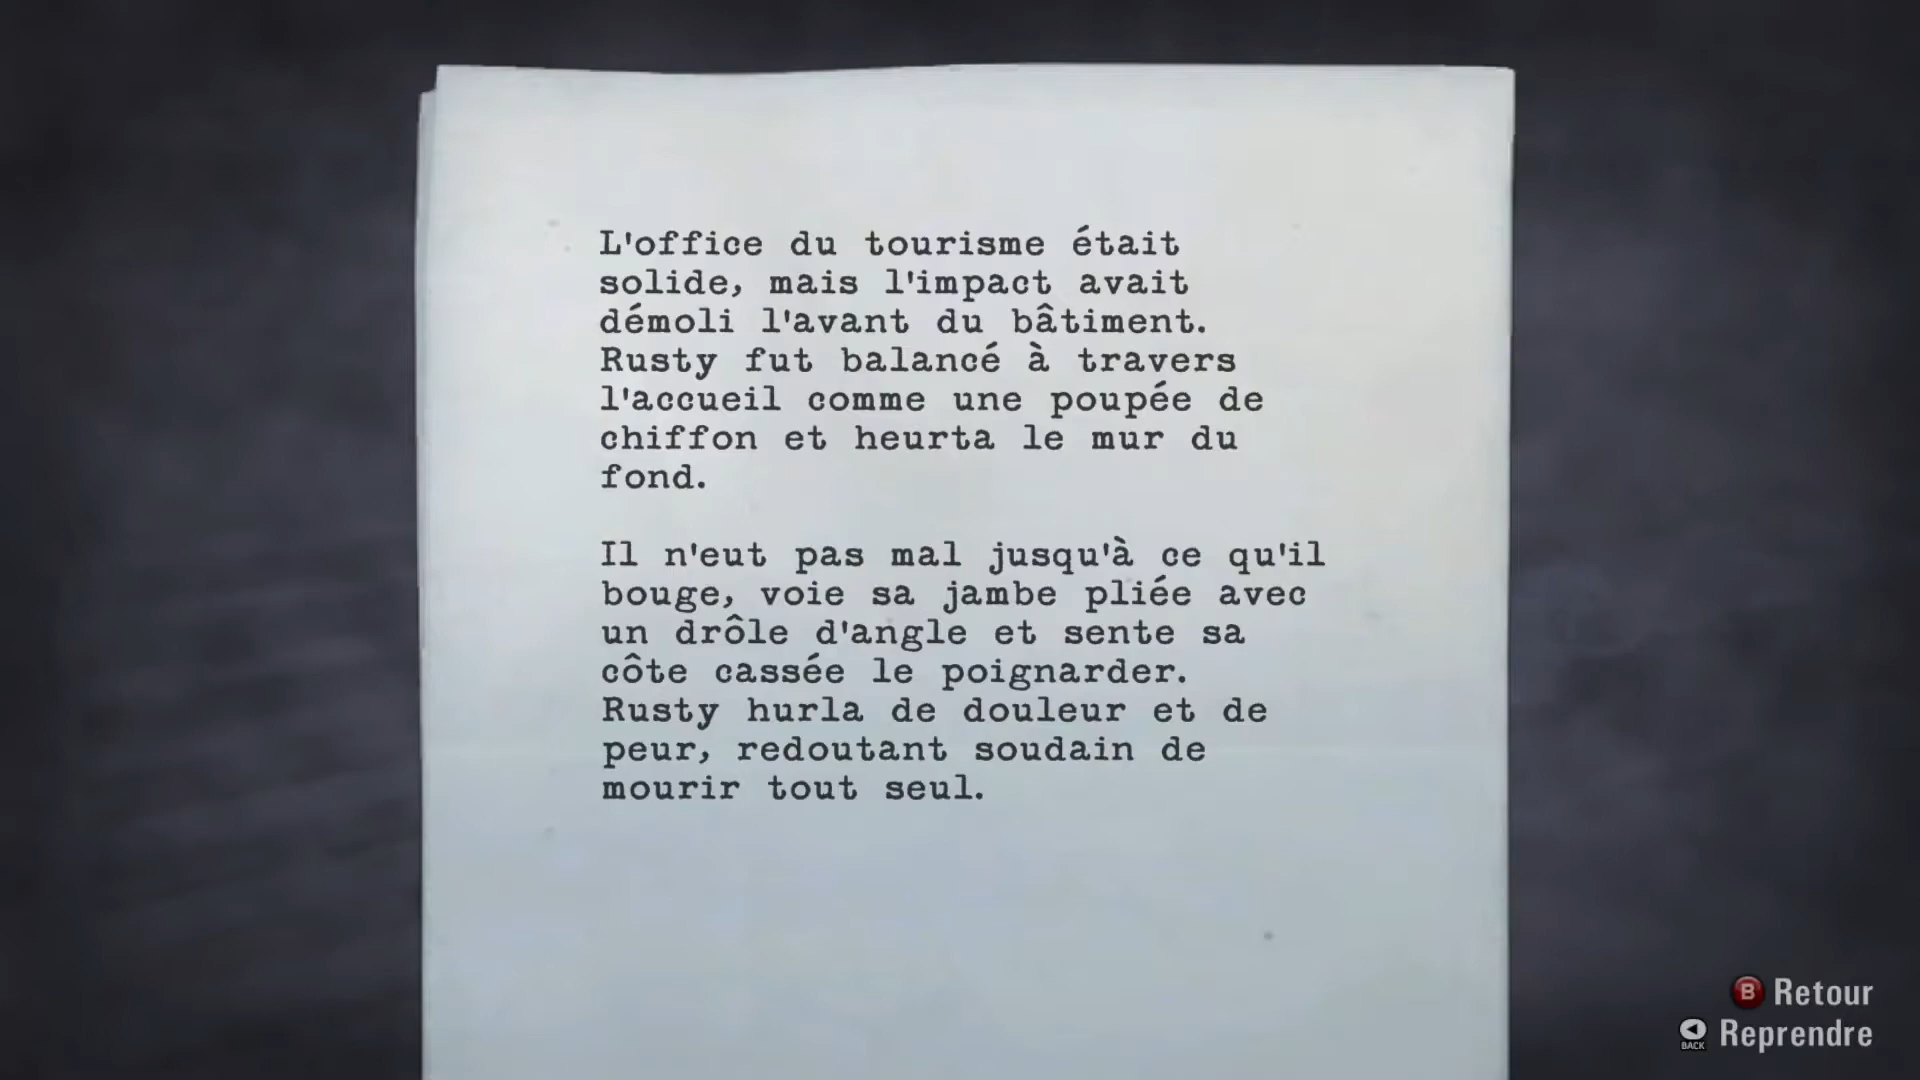 L'office du tourisme était
solide, mais l'impact avait
démoli l'avant du bâtiment.
Rusty fut balancé à travers
l'accueil comme une poupée de
chiffon et heurta le mur du
fond.
Il n'eut pas mal jusqu'à ce qu'il
bouge, voie sa jambe pliée avec
un drôle d'angle et sente sa
côte cassée le poignarder.
Rusty hurla de douleur et de
peur, redoutant soudain de
mourir tout seul.
B Retour
BACK Reprendre